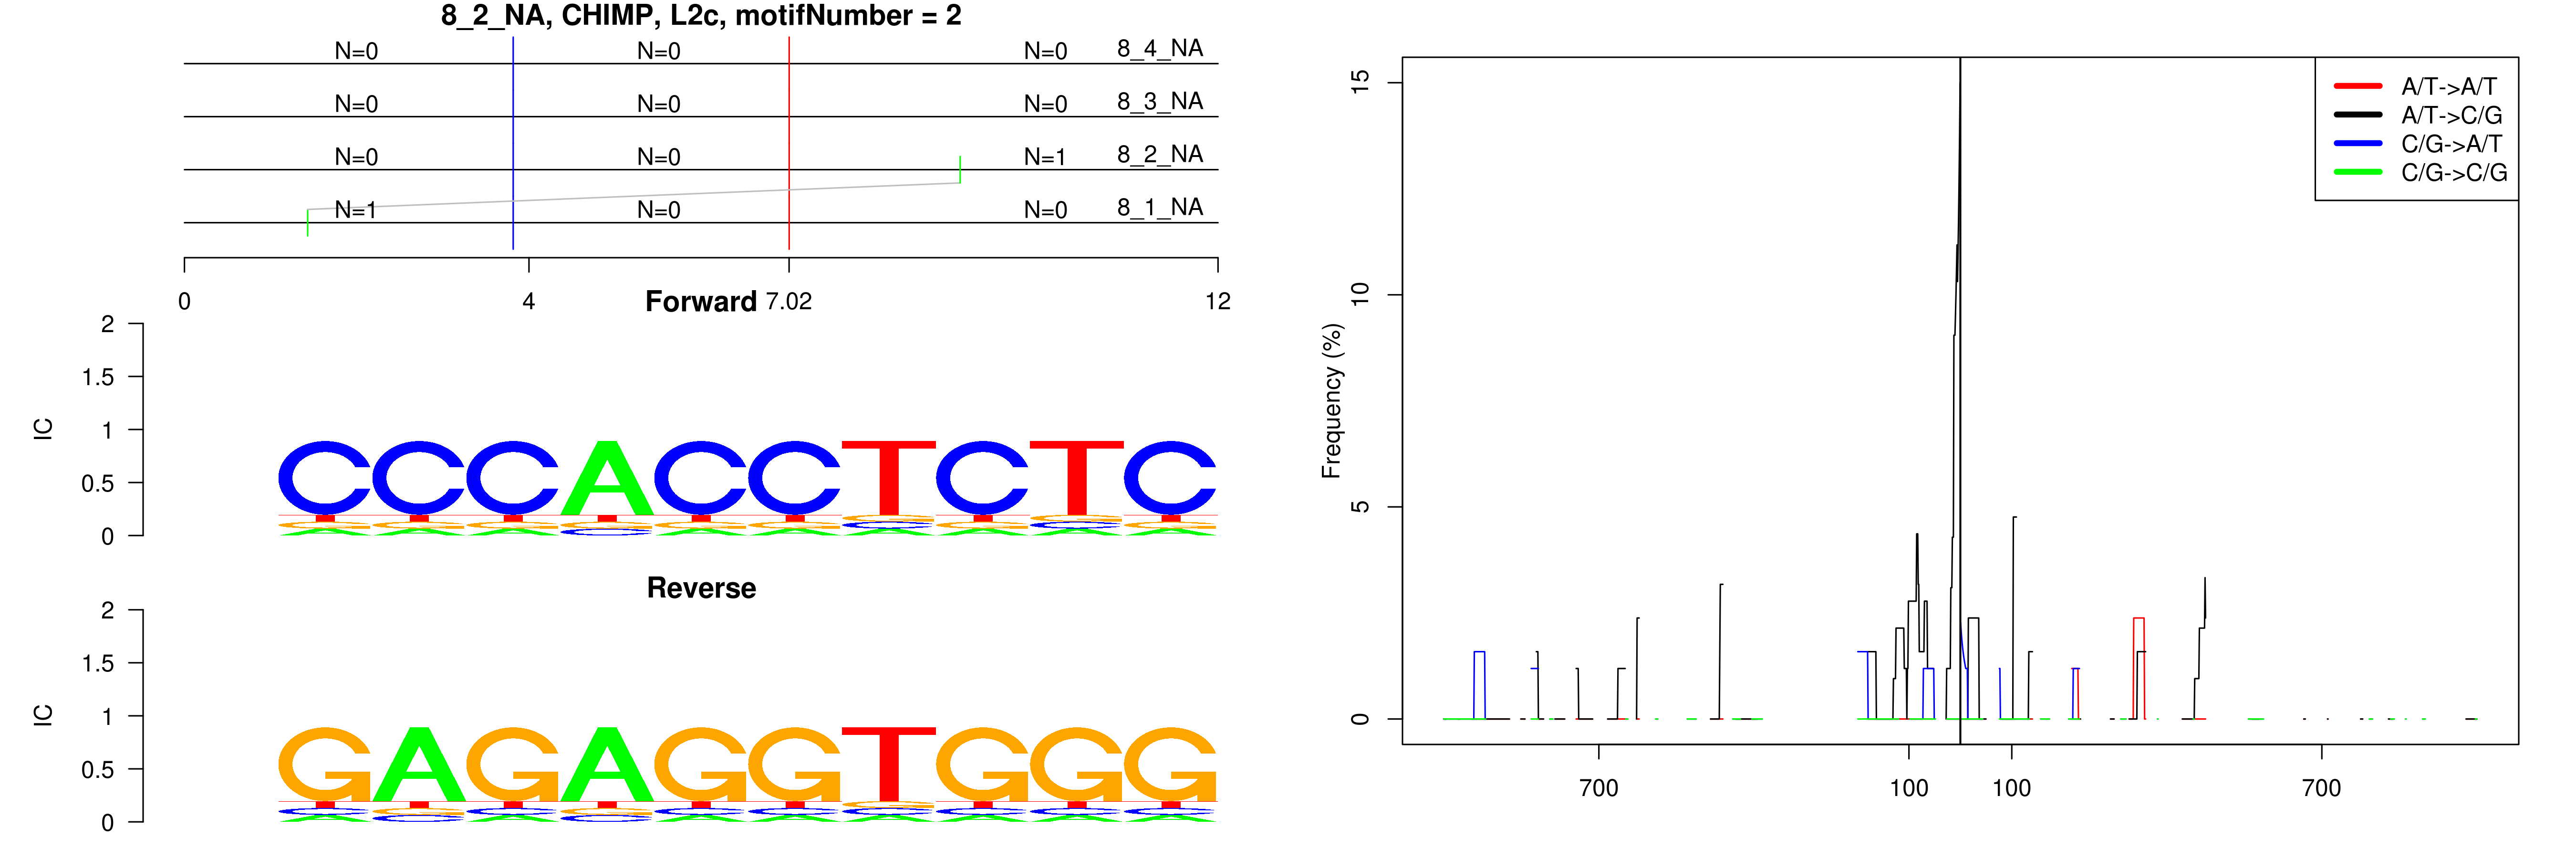 8_2_NA, CHIMP, L2c, motifNumber = 2
N=0 N=0 N=0 8_4_NA
N=0 N=0 N=0 8_3_NA
N=0 N=0 N=1 8_2_NA
N=1 N=0 N=0 8_1_NA
0 4 7.02 12
Forward
2
1.5
1
0.5
0
IC
CCCACCTCTC
Reverse
2
1.5
1
0.5
0
IC
GAGAGGTGGG
15
10
5
0
Frequency (%)
A/T->A/T
A/T->C/G
C/G->A/T
C/G->C/G
700 100 100 700